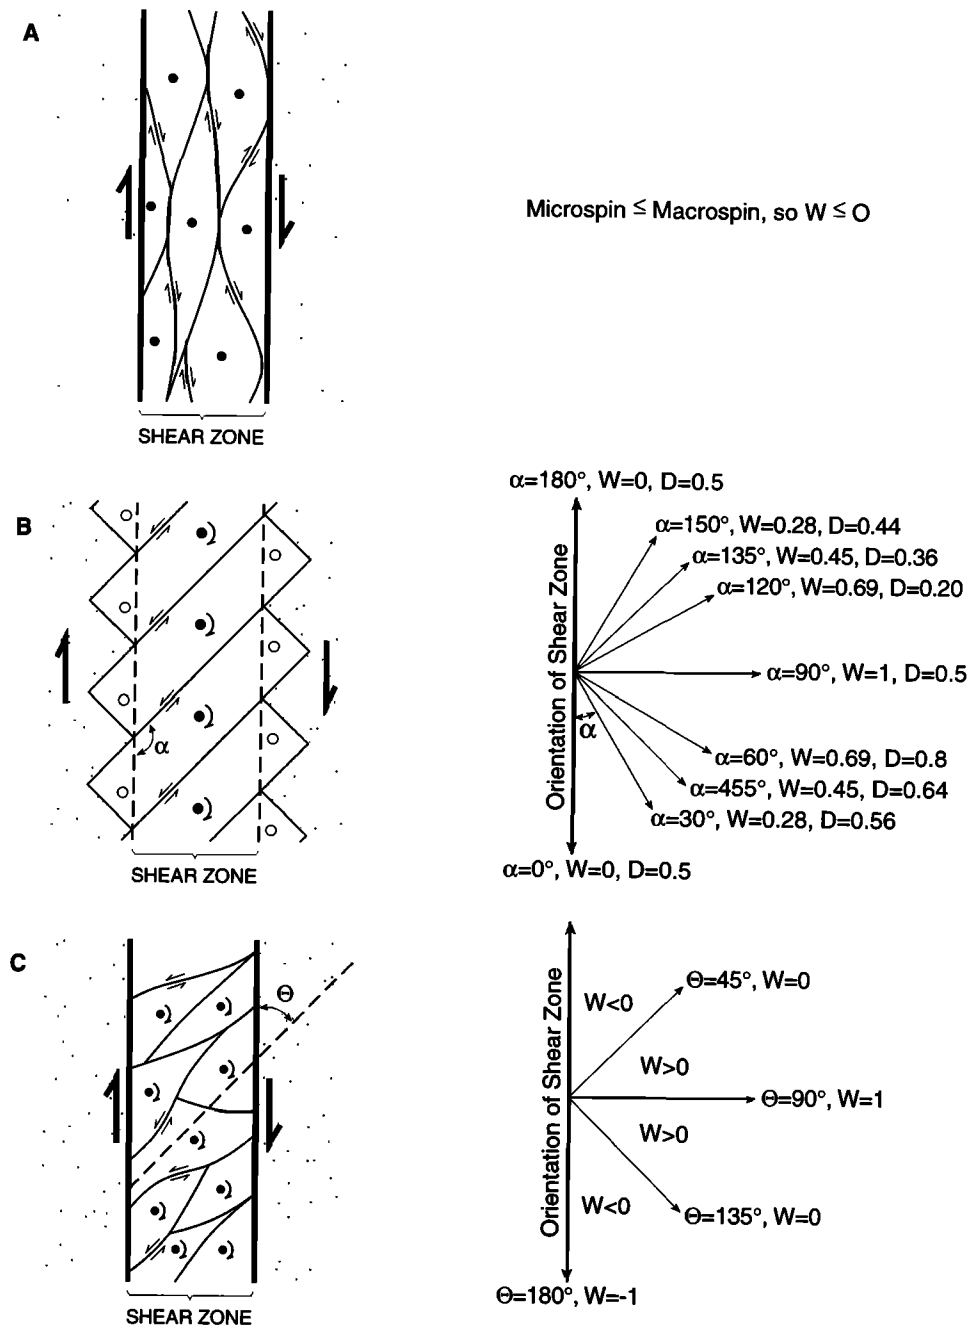 A
Microspin ≤ Macrospin, so W ≤ O
SHEAR ZONE
B
α
SHEAR ZONE
α=180°, W=0, D=0.5
α=150°, W=0.28, D=0.44
α=135°, W=0.45, D=0.36
α=120°, W=0.69, D=0.20
α=90°, W=1, D=0.5
α=60°, W=0.69, D=0.8
α=455°, W=0.45, D=0.64
α=30°, W=0.28, D=0.56
α=0°, W=0, D=0.5
Orientation of Shear Zone
α
C
Θ
SHEAR ZONE
Orientation of Shear Zone
W<0
Θ=45°, W=0
W>0
Θ=90°, W=1
W>0
W<0
Θ=135°, W=0
Θ=180°, W=-1